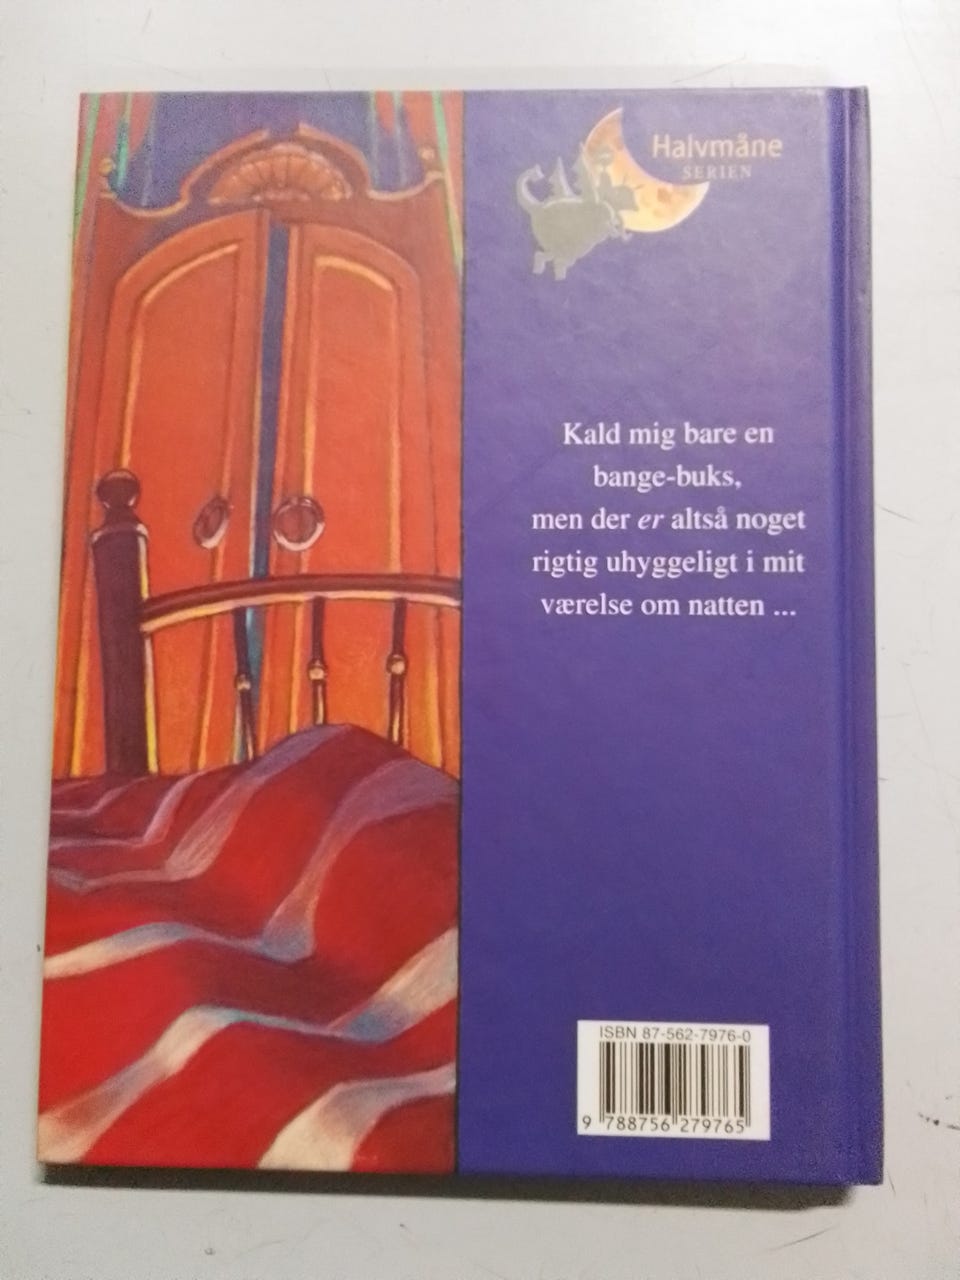 Halvmåne
SERIEN
Kald mig bare en
bange-buks,
men der er altså noget
rigtig uhyggeligt i mit
værelse om natten ...
ISBN 87-562-7976-0
9 788756 279765